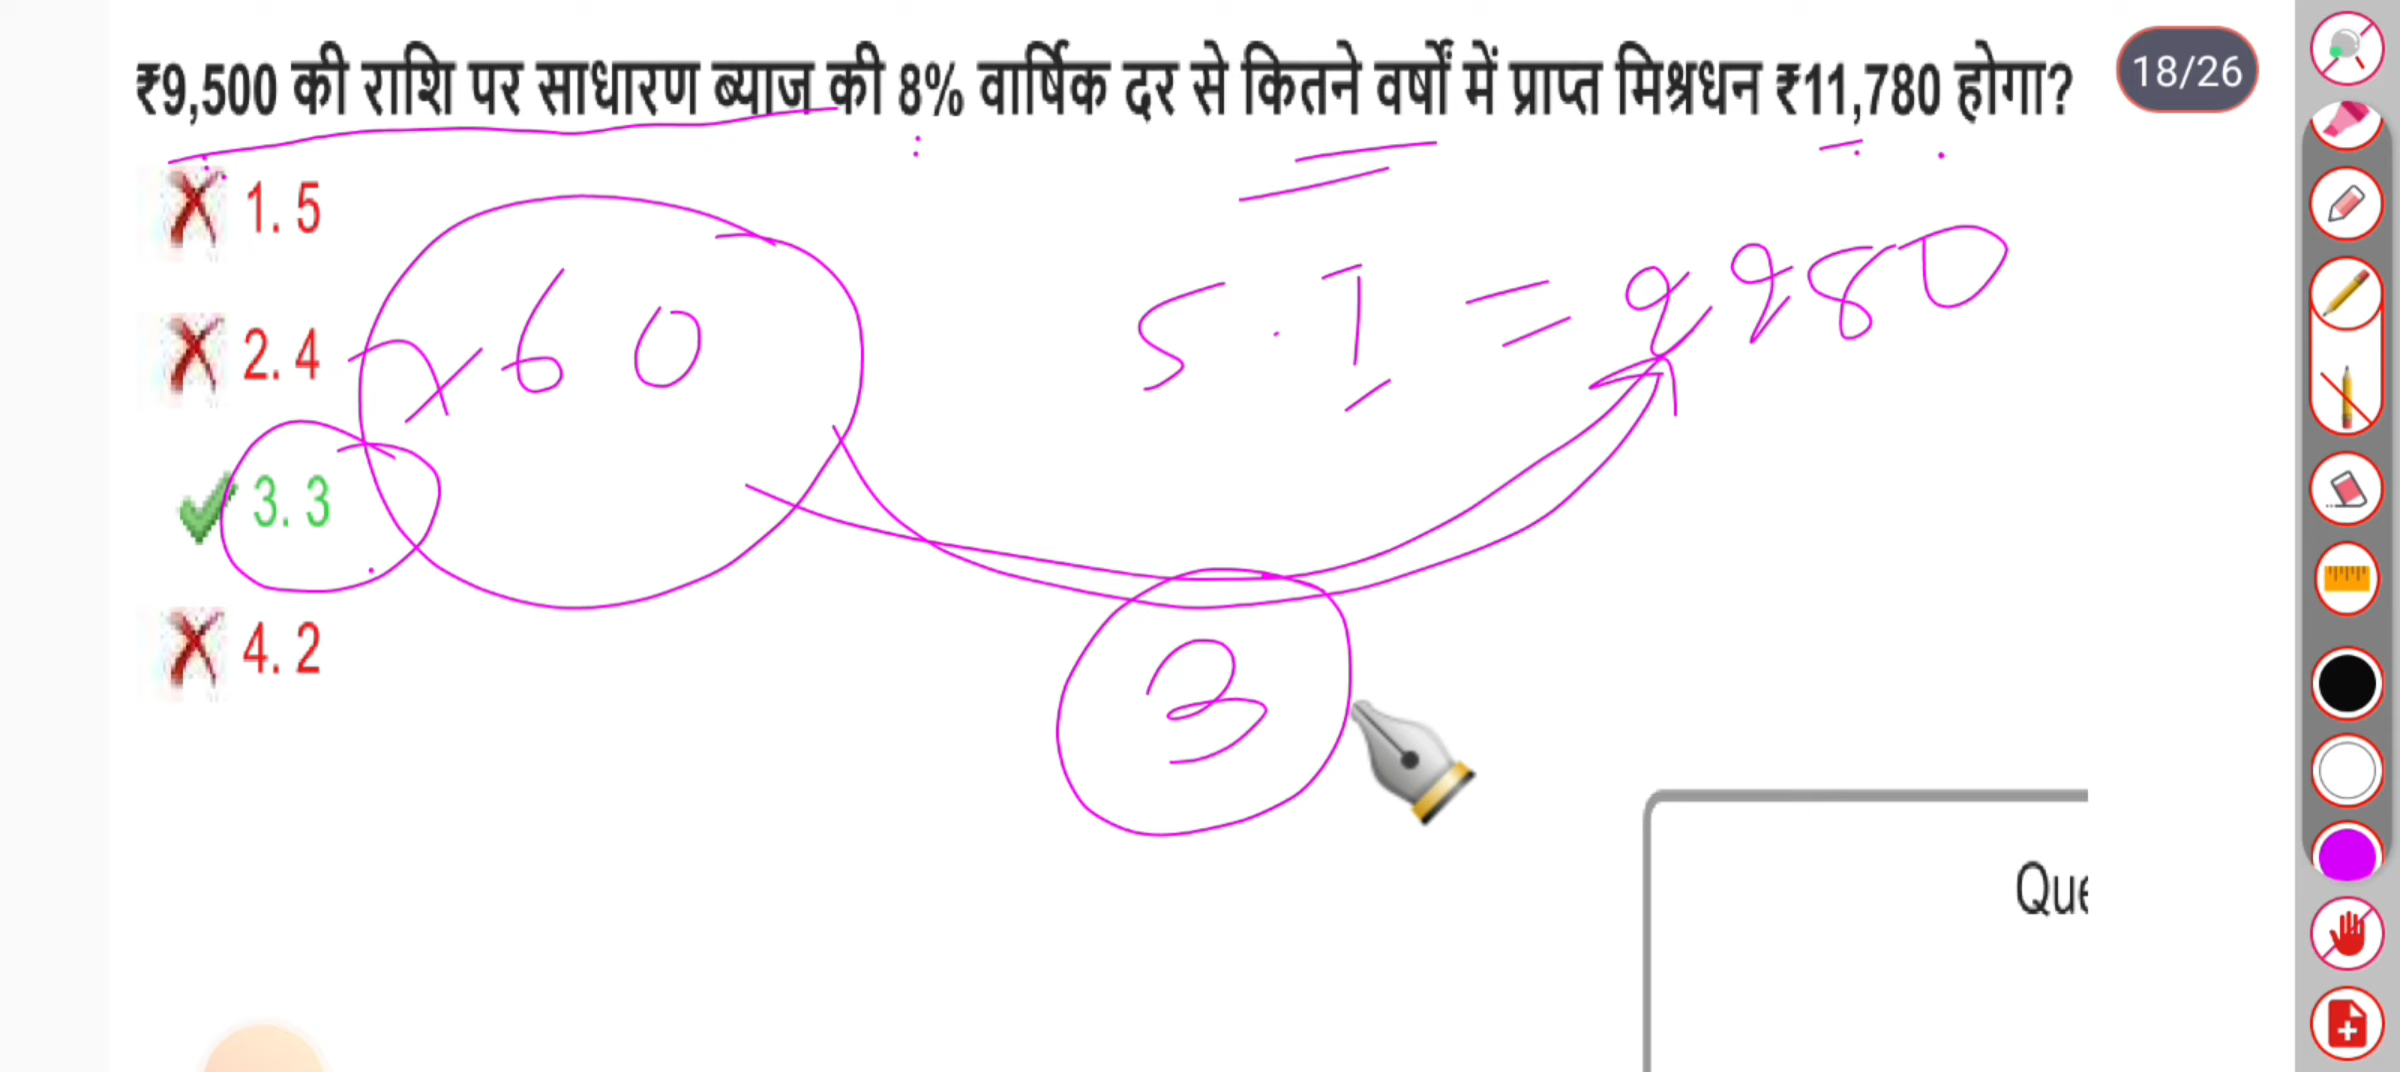 ₹9,500 की राशि पर साधारण ब्याज की 8% वार्षिक दर से कितने वर्षों में प्राप्त मिश्रधन ₹11,780 होगा?
18/26
1. 5
2. 4
60
S.I = 2280
3. 3
3
4. 2
Que